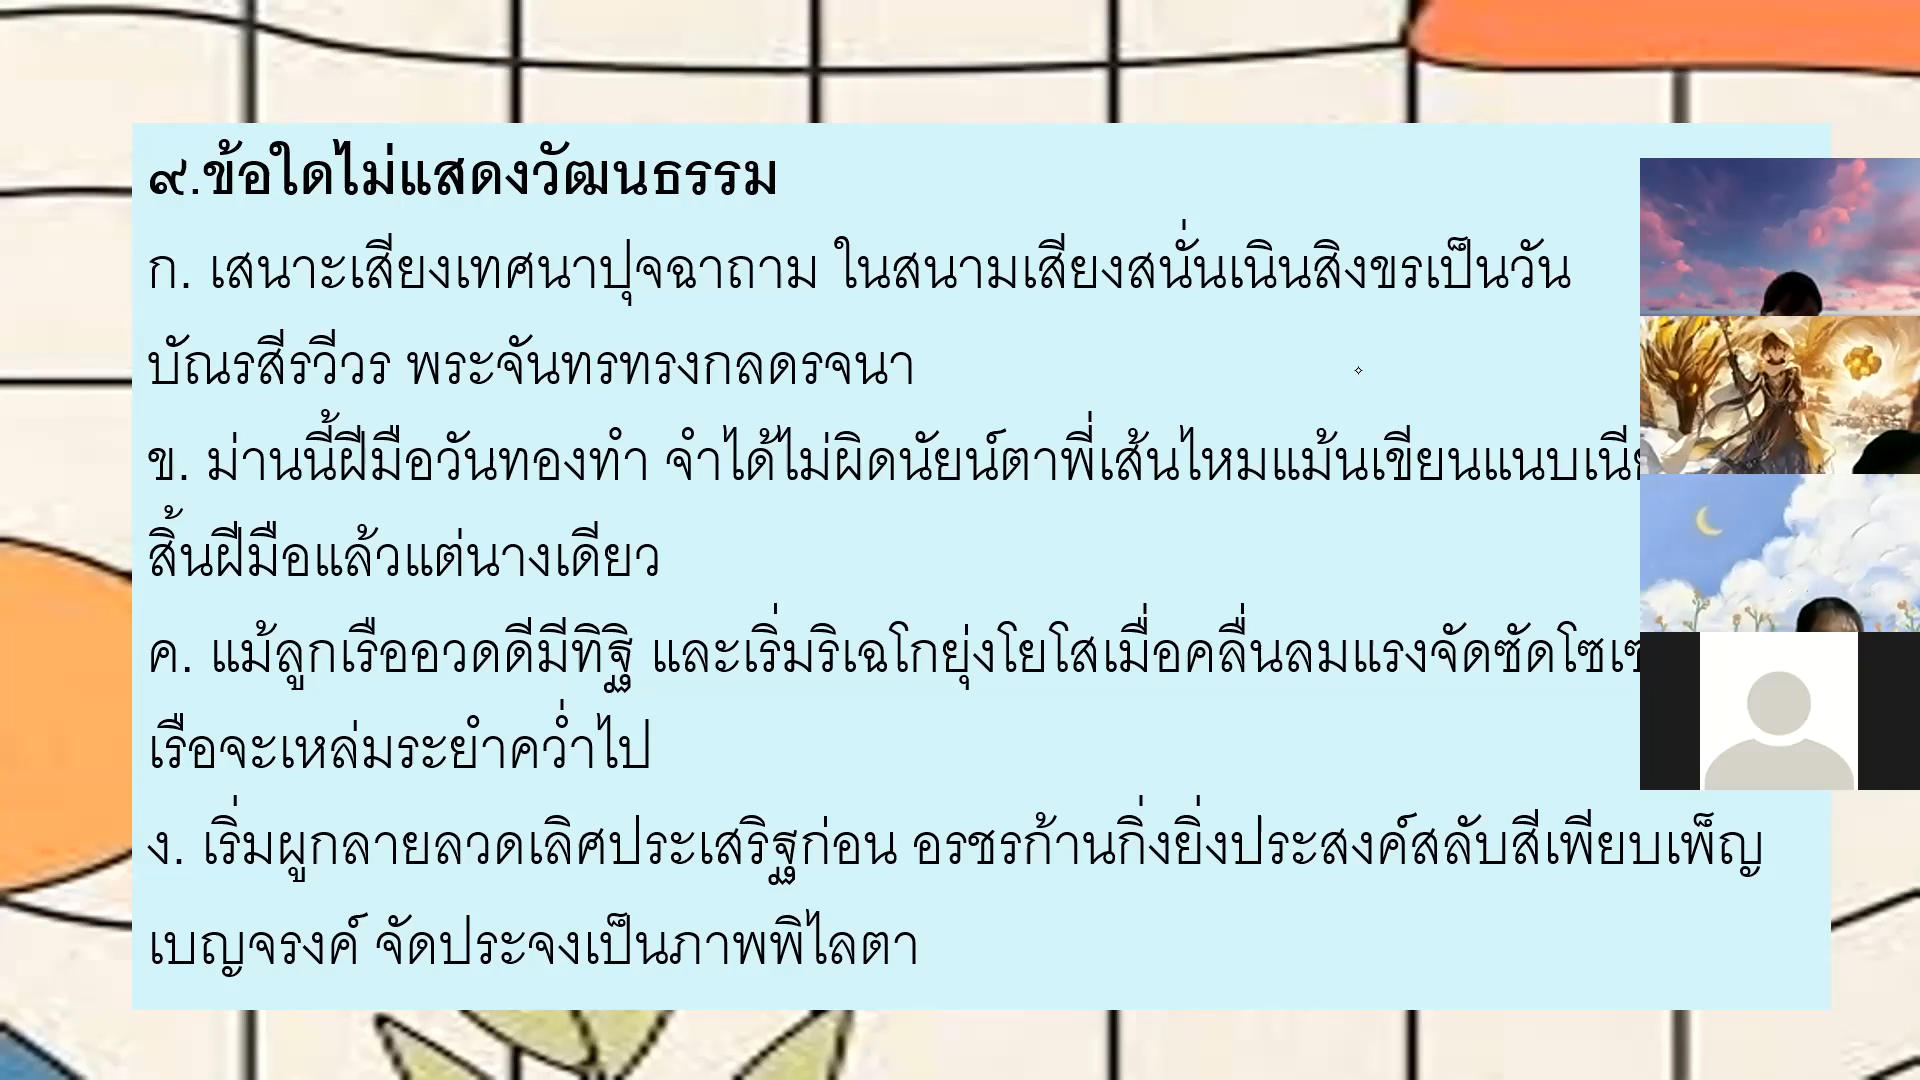 ๙.ข้อใดไม่แสดงวัฒนธรรม
ก. เสนาะเสียงเทศนาปุจฉาถาม ในสนามเสียงสนั่นเนินสิงขรเป็นวัน
บัณรสีรวีวร พระจันทรทรงกลดรจนา
ข. ม่านนี้ฝีมือวันทองทำ จำได้ไม่ผิดนัยน์ตาพี่เส้นไหมแม้นเขียนแนบ
สิ้นฝีมือแล้วแต่นางเดียว
ค. แม้ลูกเรืออวดดีมีทิฐิ และเริ่มริเฉโกยุ่งโยโสเมื่อคลื่นลมแรงจัดซัด
เรือจะเหล่มระยำคว่ำไป
ง. เริ่มผูกลายลวดเลิศประเสริฐก่อน อรชรก้านกิ่งยิ่งประสงค์สลับสีเพียบเพ็ญ
เบญจรงค์ จัดประจงเป็นภาพพิไลตา